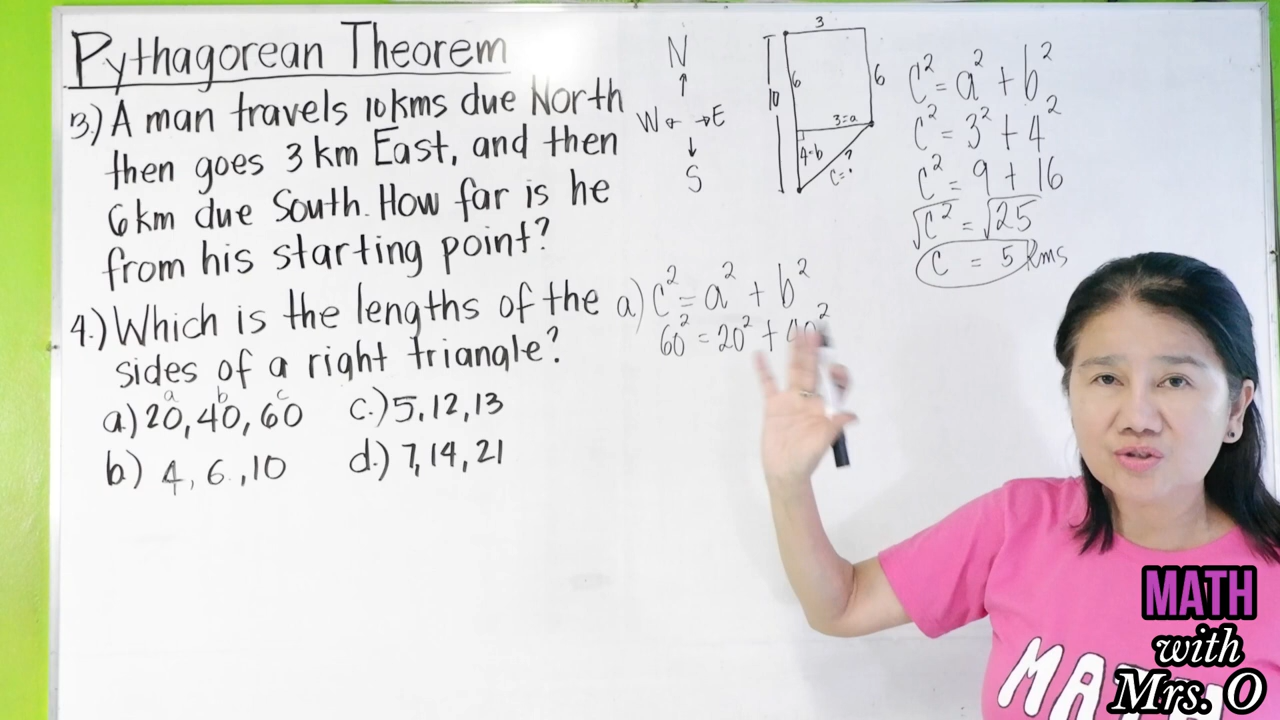 Pythagorean Theorem
3.) A man travels 10kms due North
then goes 3 km East, and then
6km due South. How far is he
from his starting point?
4.) Which is the lengths of the
sides of a right triangle?
a b c
a.) 20, 40, 60 c.) 5, 12, 13
b.) 4, 6, 10 d.) 7, 14, 21
N
W E
S
3
6
10
6
3=a
4=b
c=?
c² = a² + b²
c² = 3² + 4²
c² = 9 + 16
√c² = √25
c = 5 kms
a) c² = a² + b²
60² = 20² + 40²
MATH
with
Mrs. O